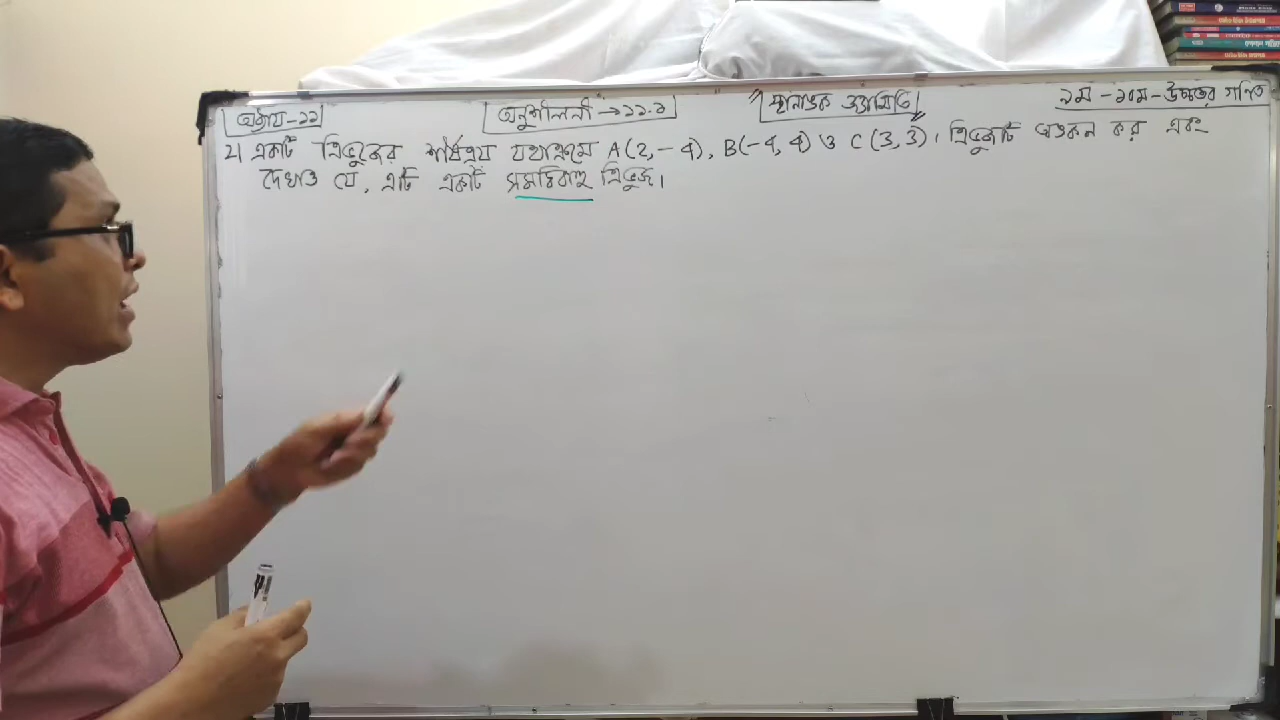 অধ্যায়-১১
অনুশীলনী → ১১.১
"স্থানাঙ্ক জ্যামিতি"
৯ম - ১০ম - উচ্চতর গণিত
২। একটি ত্রিভুজের শীর্ষত্রয় যথাক্রমে A(2,-4), B(-4,4) ও C(3,3)। ত্রিভুজটি অঙ্কন কর এবং
দেখাও যে, এটি একটি সমদ্বিবাহু ত্রিভুজ।